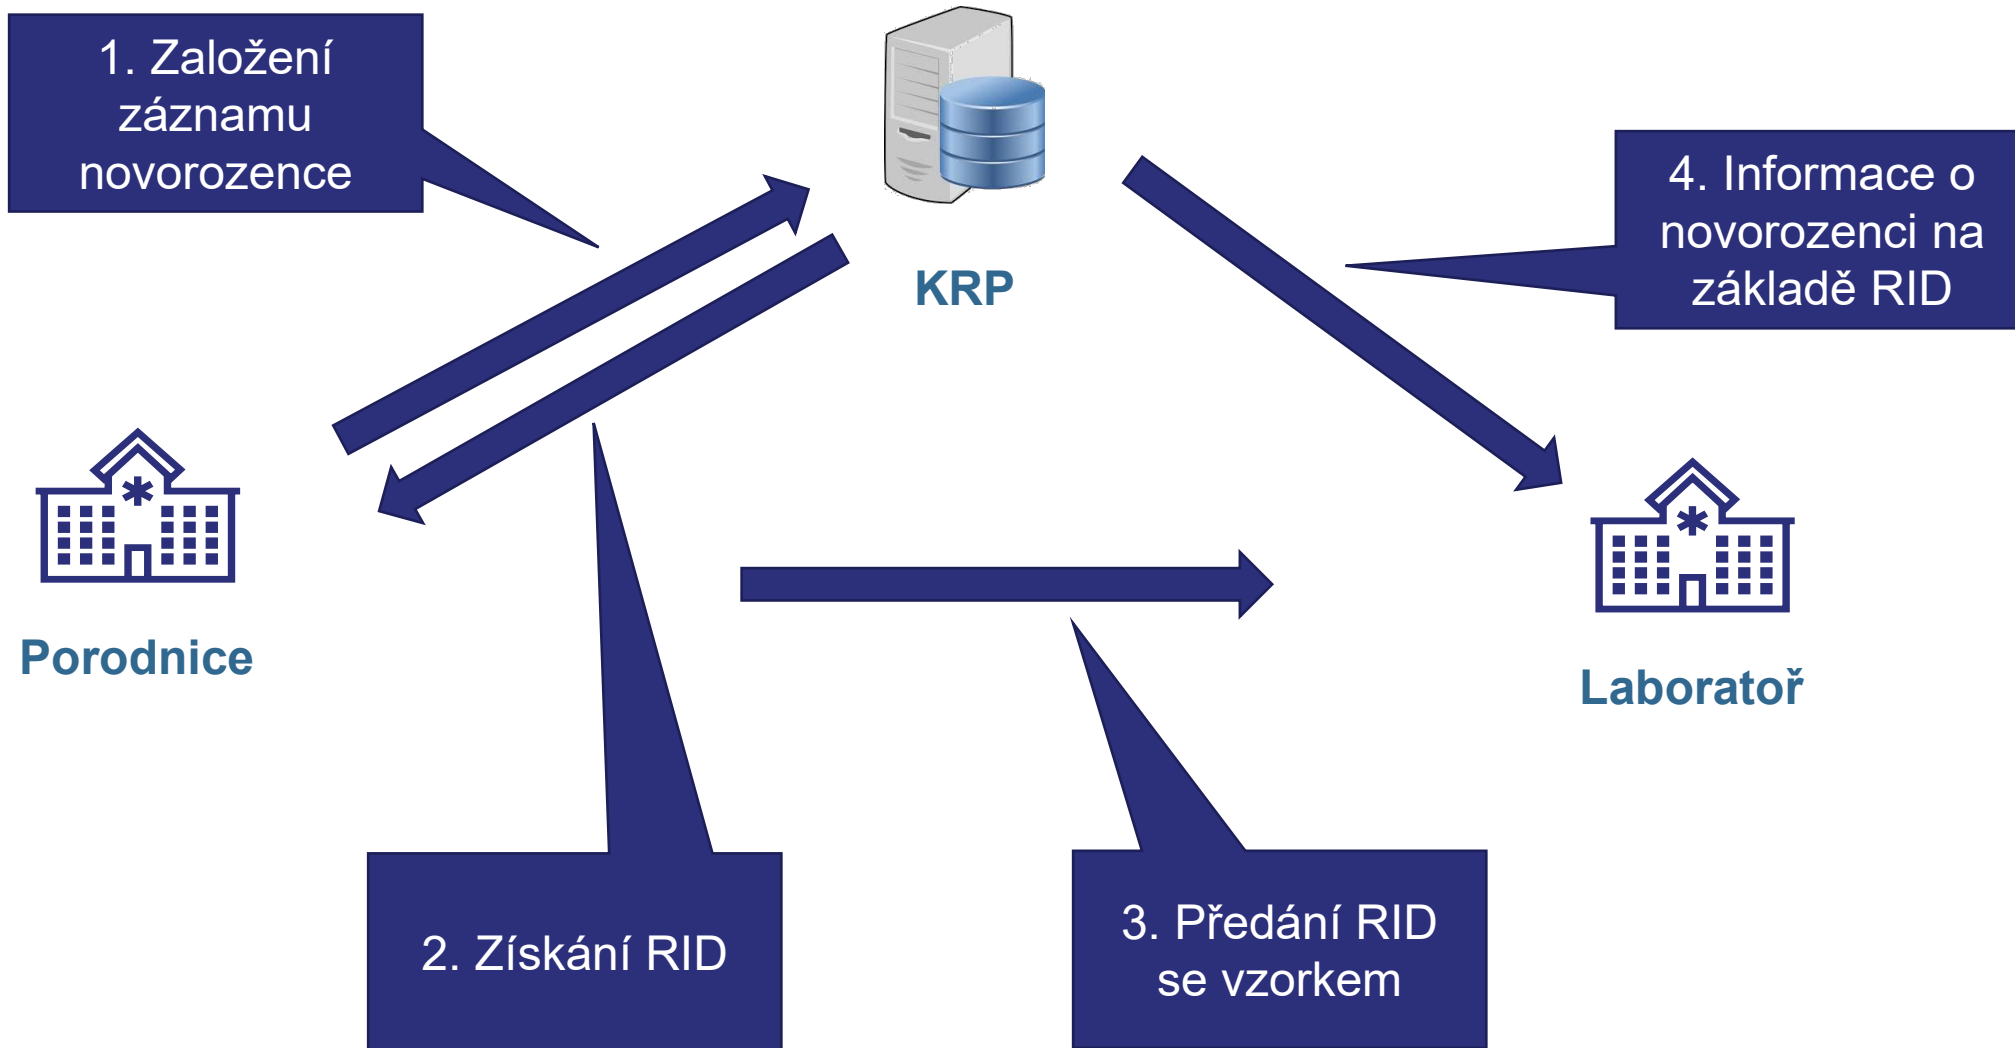 1. Založení
záznamu
novorozence
KRP
4. Informace o
novorozenci na
základě RID
Porodnice
Laboratoř
2. Získání RID
3. Předání RID
se vzorkem